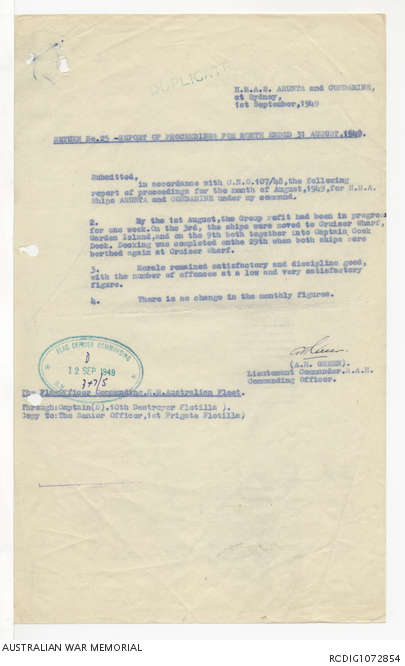 DUPLICATE
H.M.A.S. ARUNTA and CONDAMINE,
at Sydney,
1st September,1949
RETURN No.25 -REPORT OF PROCEEDINGS FOR MONTH ENDED 31 AUGUST,1949.
Submitted,
in accordance with C.N.O.107/48,the following
report of proceedings for the month of August,1949,for H.M.A.
Ships ARUNTA and CONDAMINE under my command.
2. By the 1st August,the Group Refit had been in progress
for one week.On the 3rd, the ships were moved to Cruiser Wharf,
Garden Island,and on the 9th both together into Captain Cook
Dock. Docking was completed onthe 29th when both ships were
berthed again at Cruiser Wharf.
3. Morale remained satisfactory and discipline good,
with the number of offences at a low and very satisfactory
figure.
4. There is no change in the monthly figures.
FLAG OFFICER COMMANDING
D
12 SEP 1949
347/5
(A.H. GREEN).
Lieutenant Commander.R.A.N
Commanding Officer.
The Flag Officer Commanding,H.M.Australian Fleet.
Through:Captain(D),10th Destroyer Flotilla ).
Copy To:The Senior Officer,1st Frigate Flotilla)
AUSTRALIAN WAR MEMORIAL
RCDIG1072854